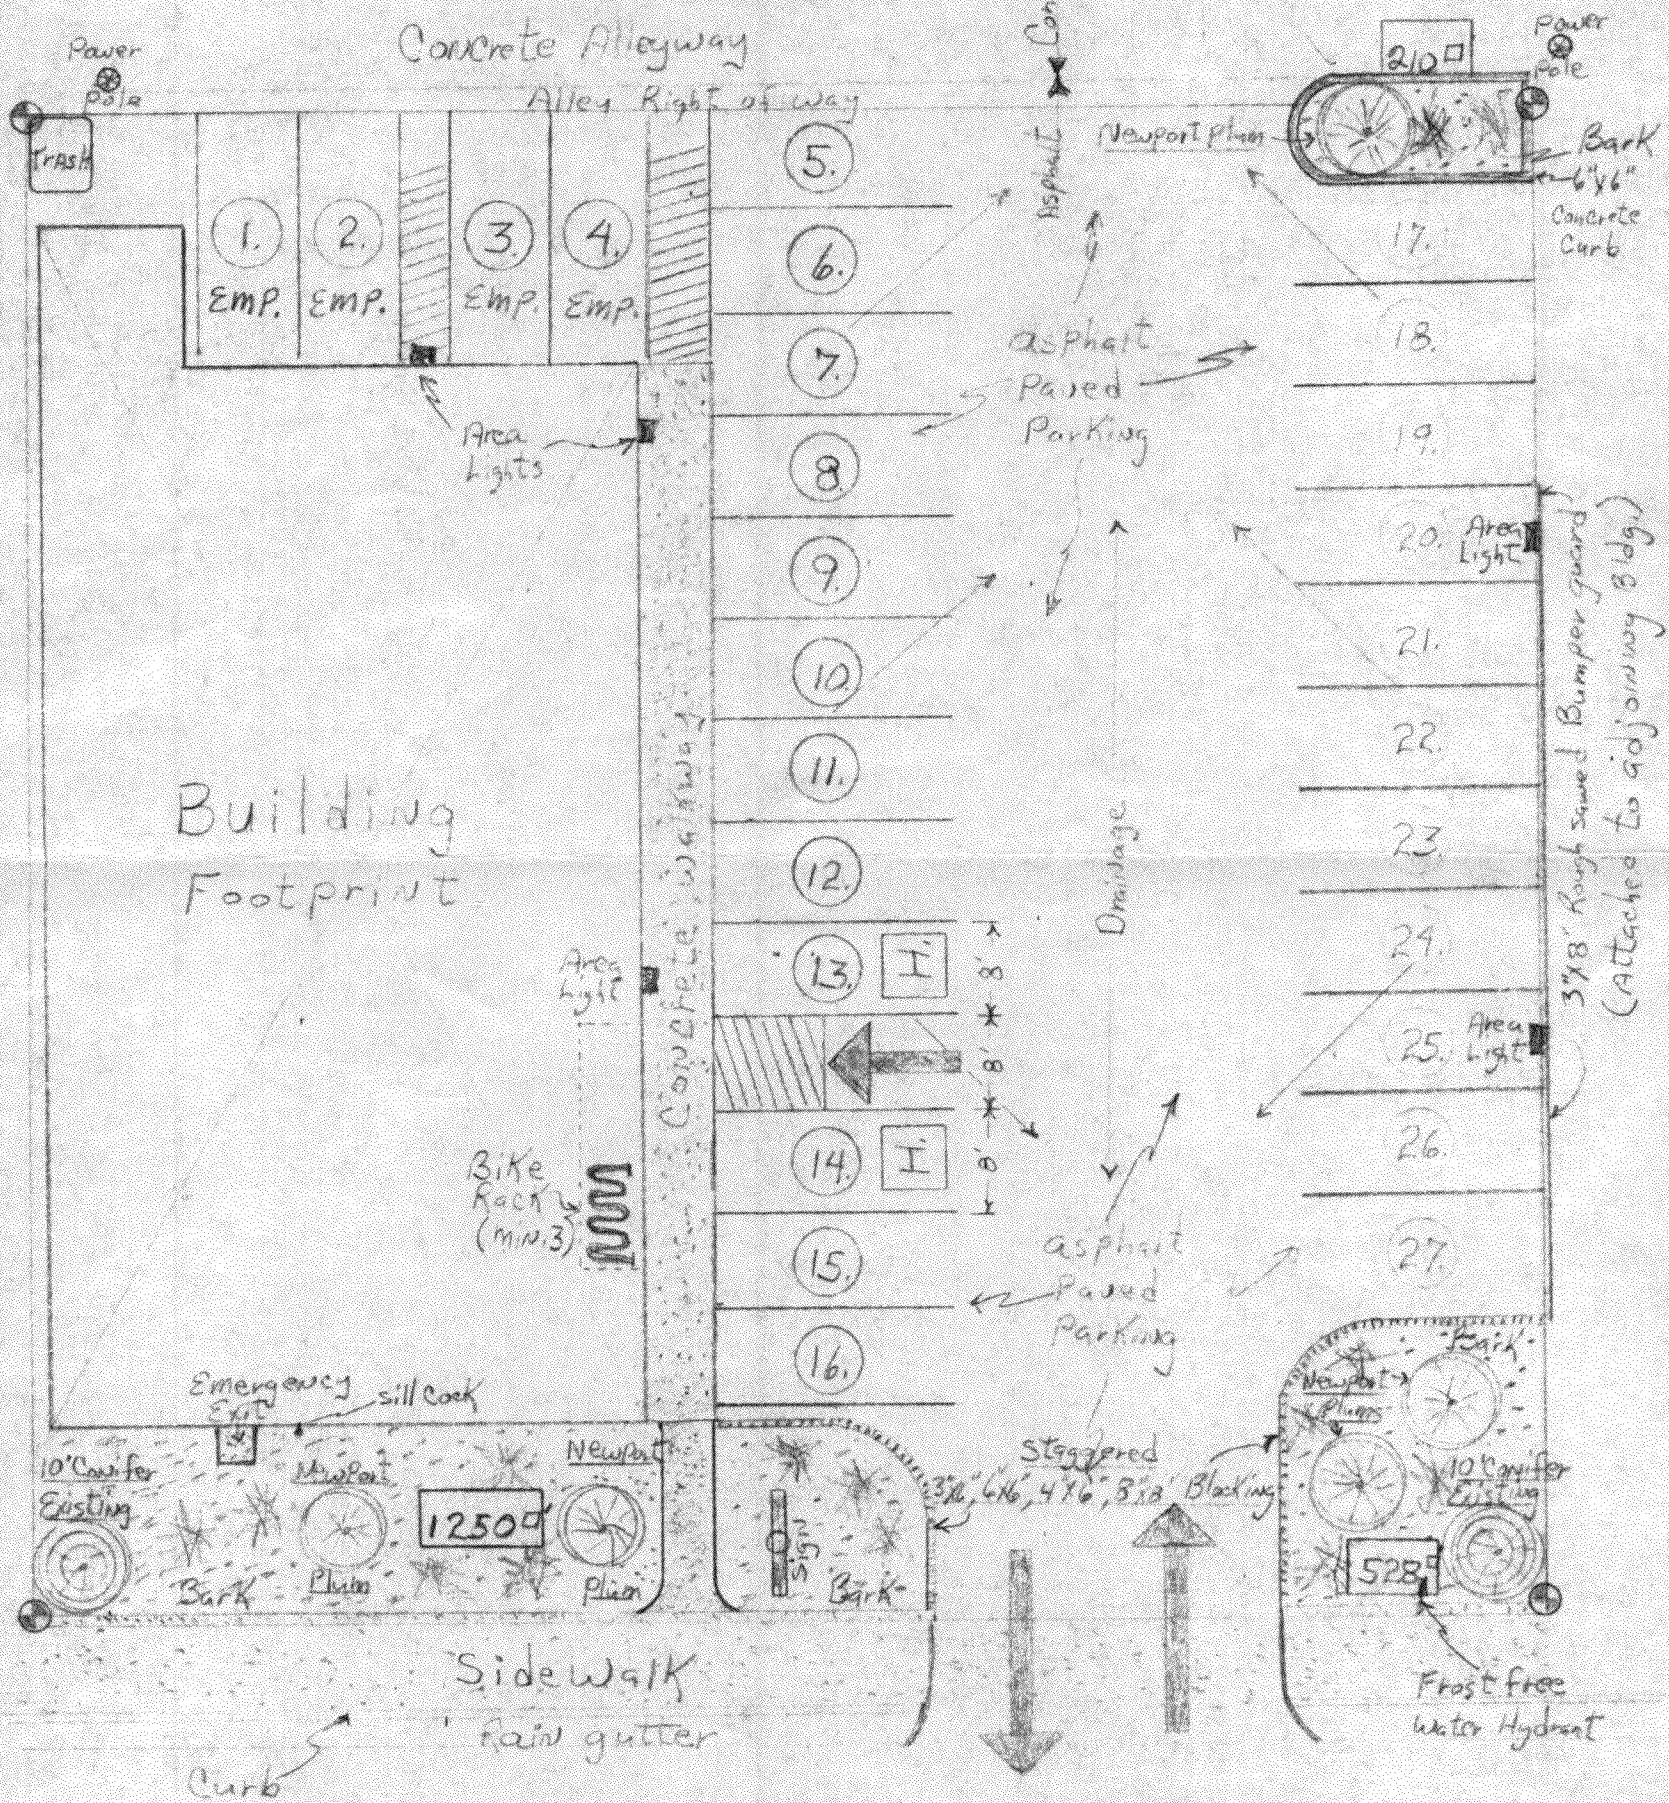 Concrete Alleyway
Alley Right of way
Power
Pole
Trash
1.
Emp.
2.
Emp.
3.
Emp.
4.
Emp.
5.
6.
7.
8.
9.
10.
11.
12.
13.
H.
14.
H.
15.
16.
8'
8'
8'
Con
Asphalt
210
Power
Pole
Newport plum
Bark
6"x6"
Concrete
Curb
17.
18.
19.
20.
21.
22.
23.
24.
25.
26.
27.
Area
Light
Area
Light
3"x8' Rough sawed Bumper guard
(Attached to adjoining Bldg.)
asphalt
Paved
Parking
Area
Lights
Drainage
Building
Footprint
Concrete walkway
Area
Light
Bike
Rack
(min. 3)
asphalt
Paved
Parking
Emergency
Exit
sill Cock
10' Conifer
Existing
Newport
Plum
Bark
1250
Newport
Plum
Sign
Bark
Staggered
6x6", 4x6", 8x8" Blocking
Bark
Newport
Plums
10' Conifer
Existing
528
Frost free
Water Hydrant
Sidewalk
Rain gutter
Curb